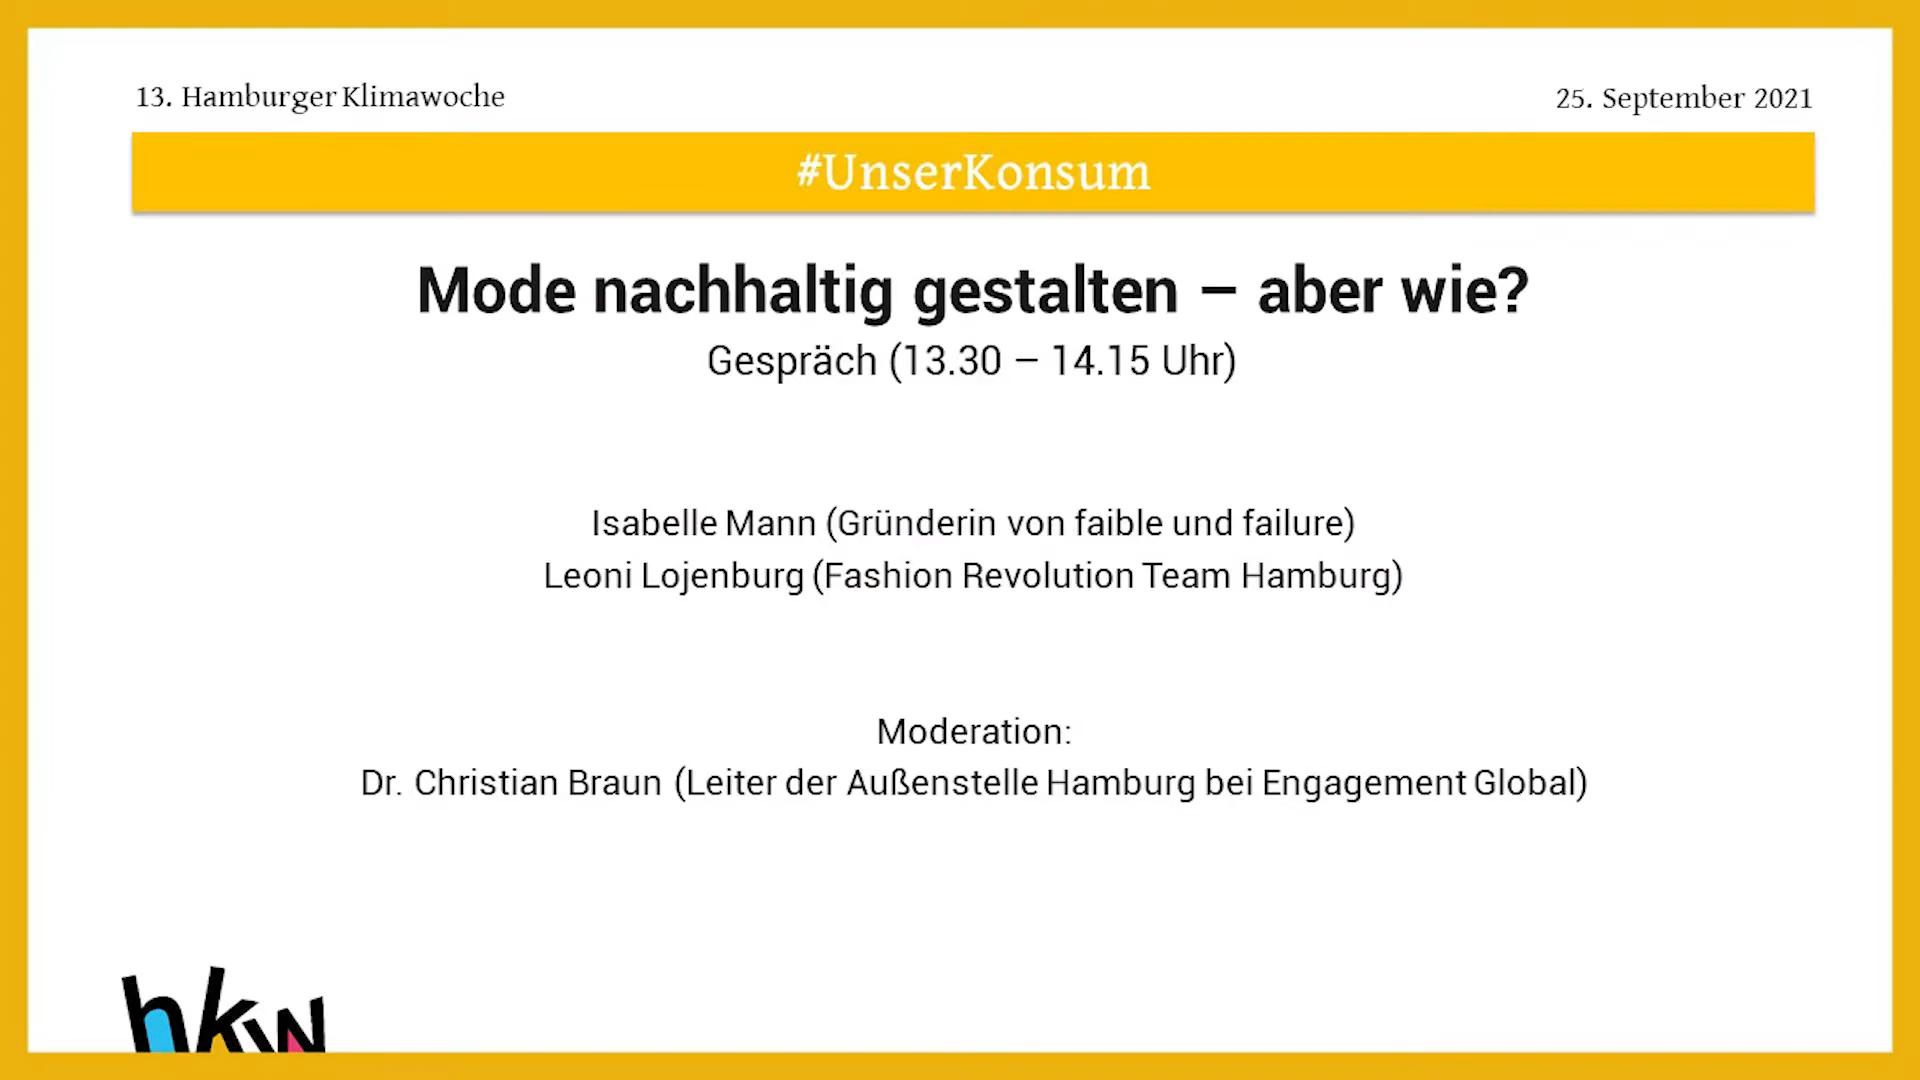 13. Hamburger Klimawoche
25. September 2021
#UnserKonsum
Mode nachhaltig gestalten – aber wie?
Gespräch (13.30 – 14.15 Uhr)
Isabelle Mann (Gründerin von faible und failure)
Leoni Lojenburg (Fashion Revolution Team Hamburg)
Moderation:
Dr. Christian Braun (Leiter der Außenstelle Hamburg bei Engagement Global)
hkw